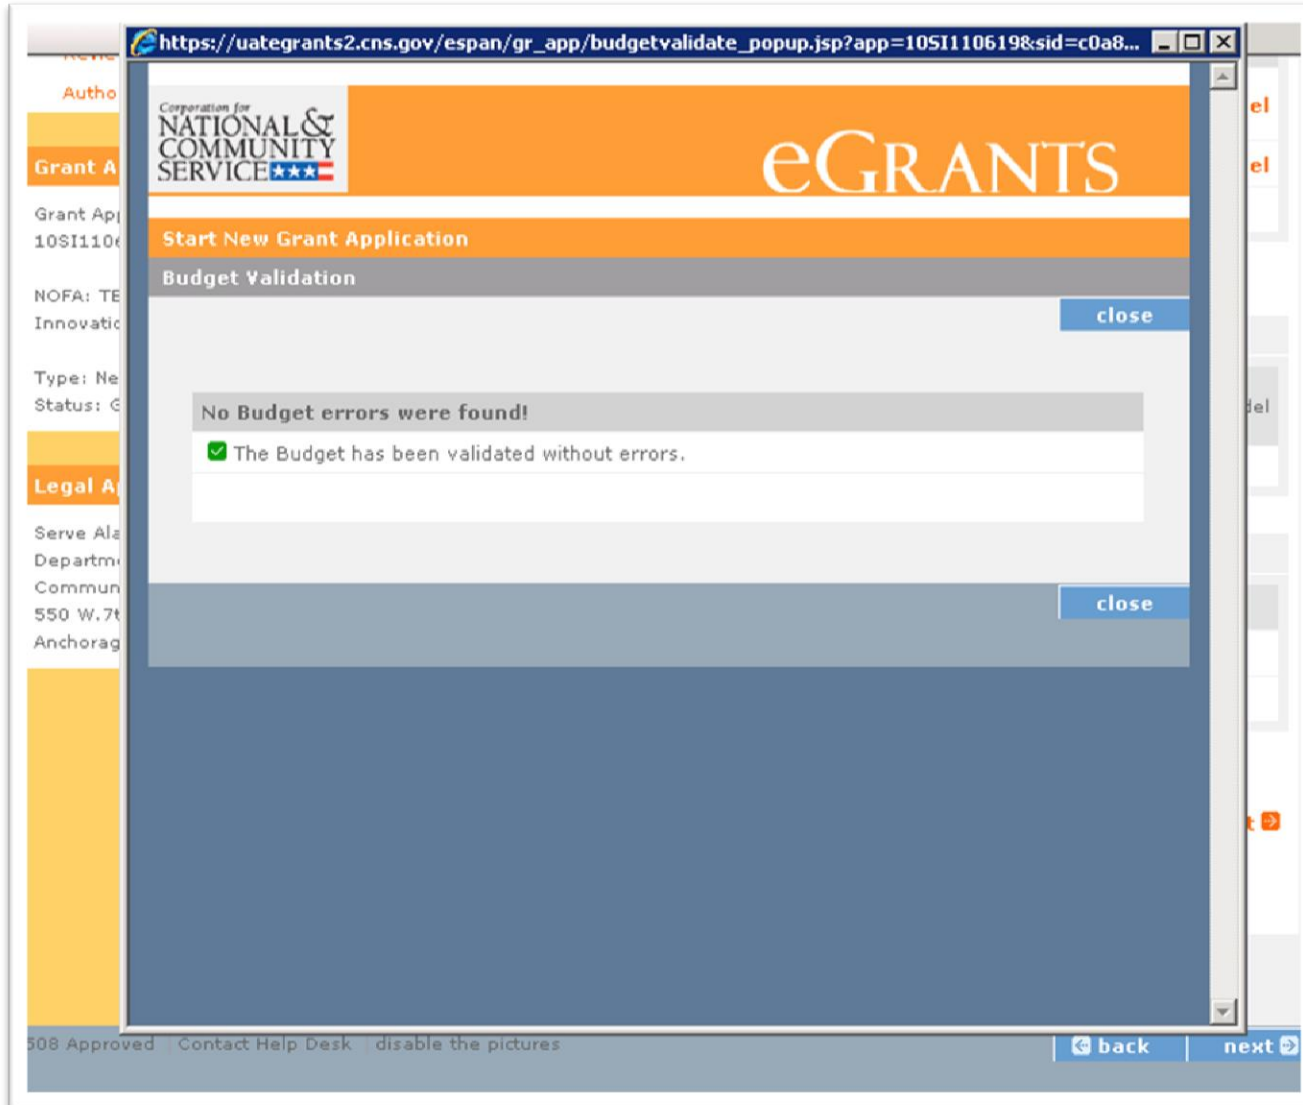 https://uategrants2.cns.gov/espan/gr_app/budgetvalidate_popup.jsp?app=10SI110619&sid=c0a8...
Corporation for
NATIONAL &
COMMUNITY
SERVICE
eGRANTS
Start New Grant Application
Budget Validation
close
No Budget errors were found!
The Budget has been validated without errors.
close
Autho
Grant A
Grant App
10SI1106
NOFA: TE
Innovatio
Type: Ne
Status: G
Legal Ap
Serve Ala
Departme
Commun
550 W.7t
Anchorag
el
el
del
t
508 Approved Contact Help Desk disable the pictures
back next